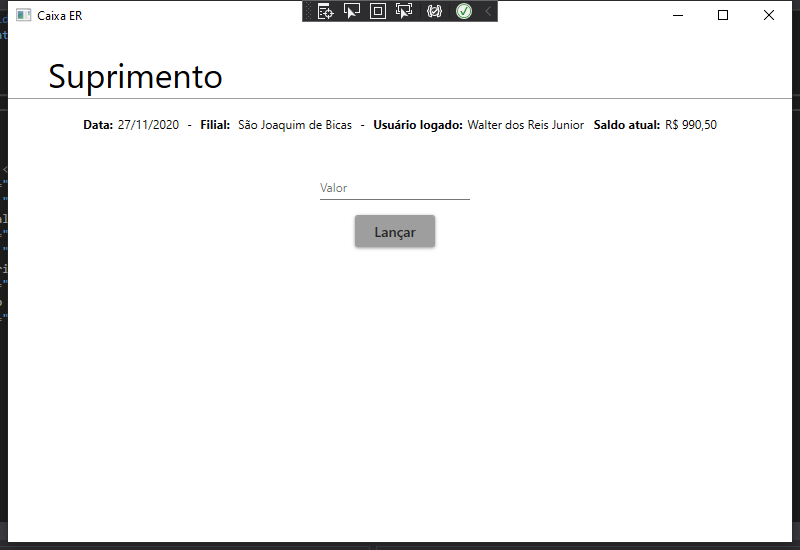 Caixa ER
Suprimento
Data: 27/11/2020 - Filial: São Joaquim de Bicas - Usuário logado: Walter dos Reis Junior Saldo atual: R$ 990,50
Valor
Lançar